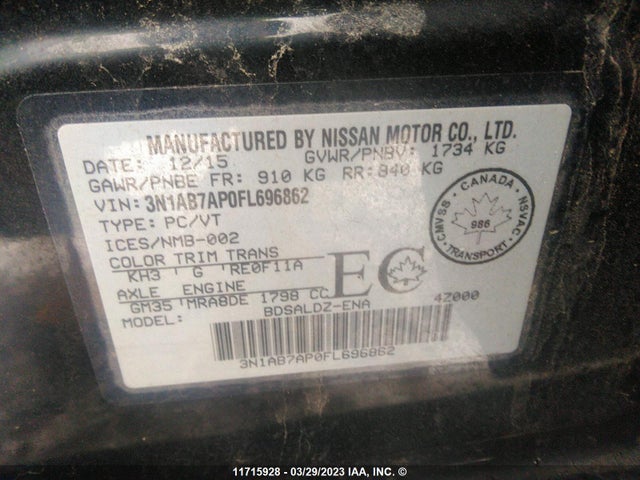 MANUFACTURED BY NISSAN MOTOR CO., LTD.
DATE: 12/15 GVWR/PNBV: 1734 KG
GAWR/PNBE FR: 910 KG RR: 840 KG
VIN: 3N1AB7AP0FL696862
TYPE: PC/VT
ICES/NMB-002
COLOR TRIM TRANS
KH3 G RE0F11A
AXLE ENGINE
GM35 MRA8DE 1798 CC
MODEL: BDSALDZ-ENA 4Z000
EC
CANADA
CMVSS 986 NSVAC
TRANSPORT
3N1AB7AP0FL696862
11715928 - 03/29/2023 IAA, INC. ©